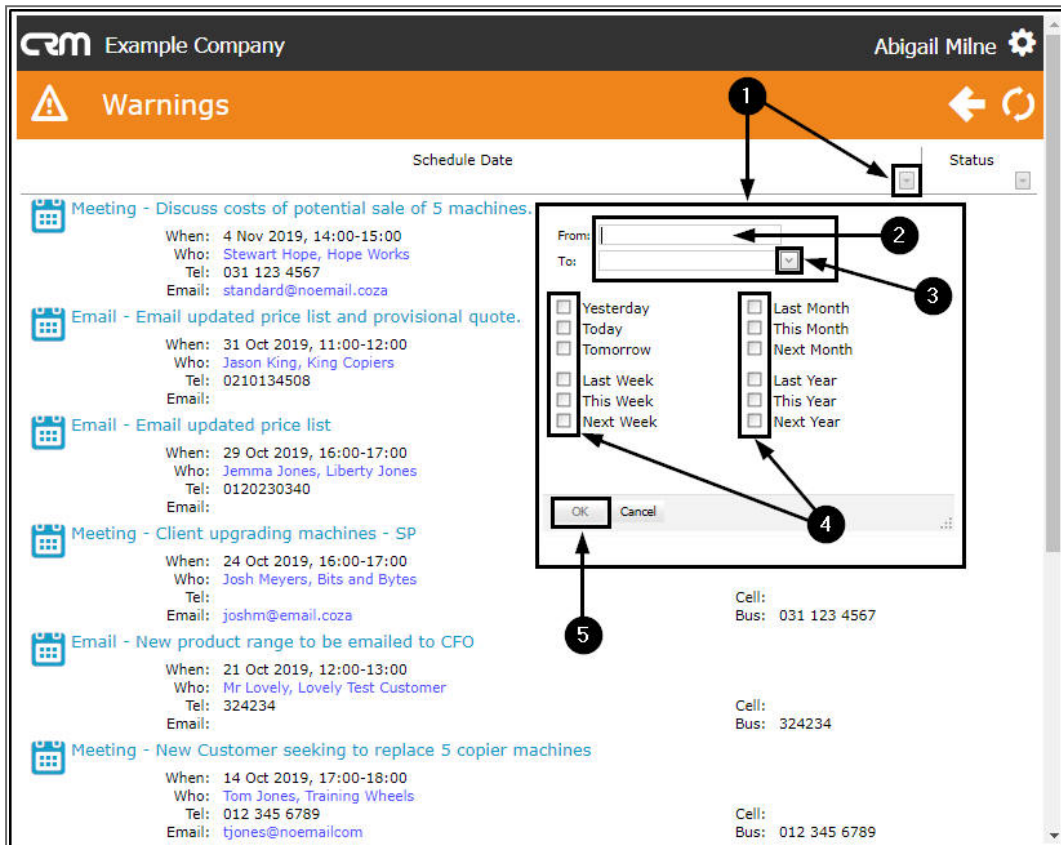 CRM Example Company Abigail Milne
Warnings
1
Schedule Date Status
Meeting - Discuss costs of potential sale of 5 machines.
When: 4 Nov 2019, 14:00-15:00
Who: Stewart Hope, Hope Works
Tel: 031 123 4567
Email: standard@noemail.coza
From:
2
To:
3
Yesterday Last Month
Today This Month
Tomorrow Next Month
Last Week Last Year
This Week This Year
Next Week Next Year
OK Cancel
4
5
Email - Email updated price list and provisional quote.
When: 31 Oct 2019, 11:00-12:00
Who: Jason King, King Copiers
Tel: 0210134508
Email:
Email - Email updated price list
When: 29 Oct 2019, 16:00-17:00
Who: Jemma Jones, Liberty Jones
Tel: 0120230340
Email:
Meeting - Client upgrading machines - SP
When: 24 Oct 2019, 16:00-17:00
Who: Josh Meyers, Bits and Bytes
Tel: Cell:
Email: joshm@email.coza Bus: 031 123 4567
Email - New product range to be emailed to CFO
When: 21 Oct 2019, 12:00-13:00
Who: Mr Lovely, Lovely Test Customer
Tel: 324234 Cell:
Email: Bus: 324234
Meeting - New Customer seeking to replace 5 copier machines
When: 14 Oct 2019, 17:00-18:00
Who: Tom Jones, Training Wheels
Tel: 012 345 6789 Cell:
Email: tjones@noemailcom Bus: 012 345 6789